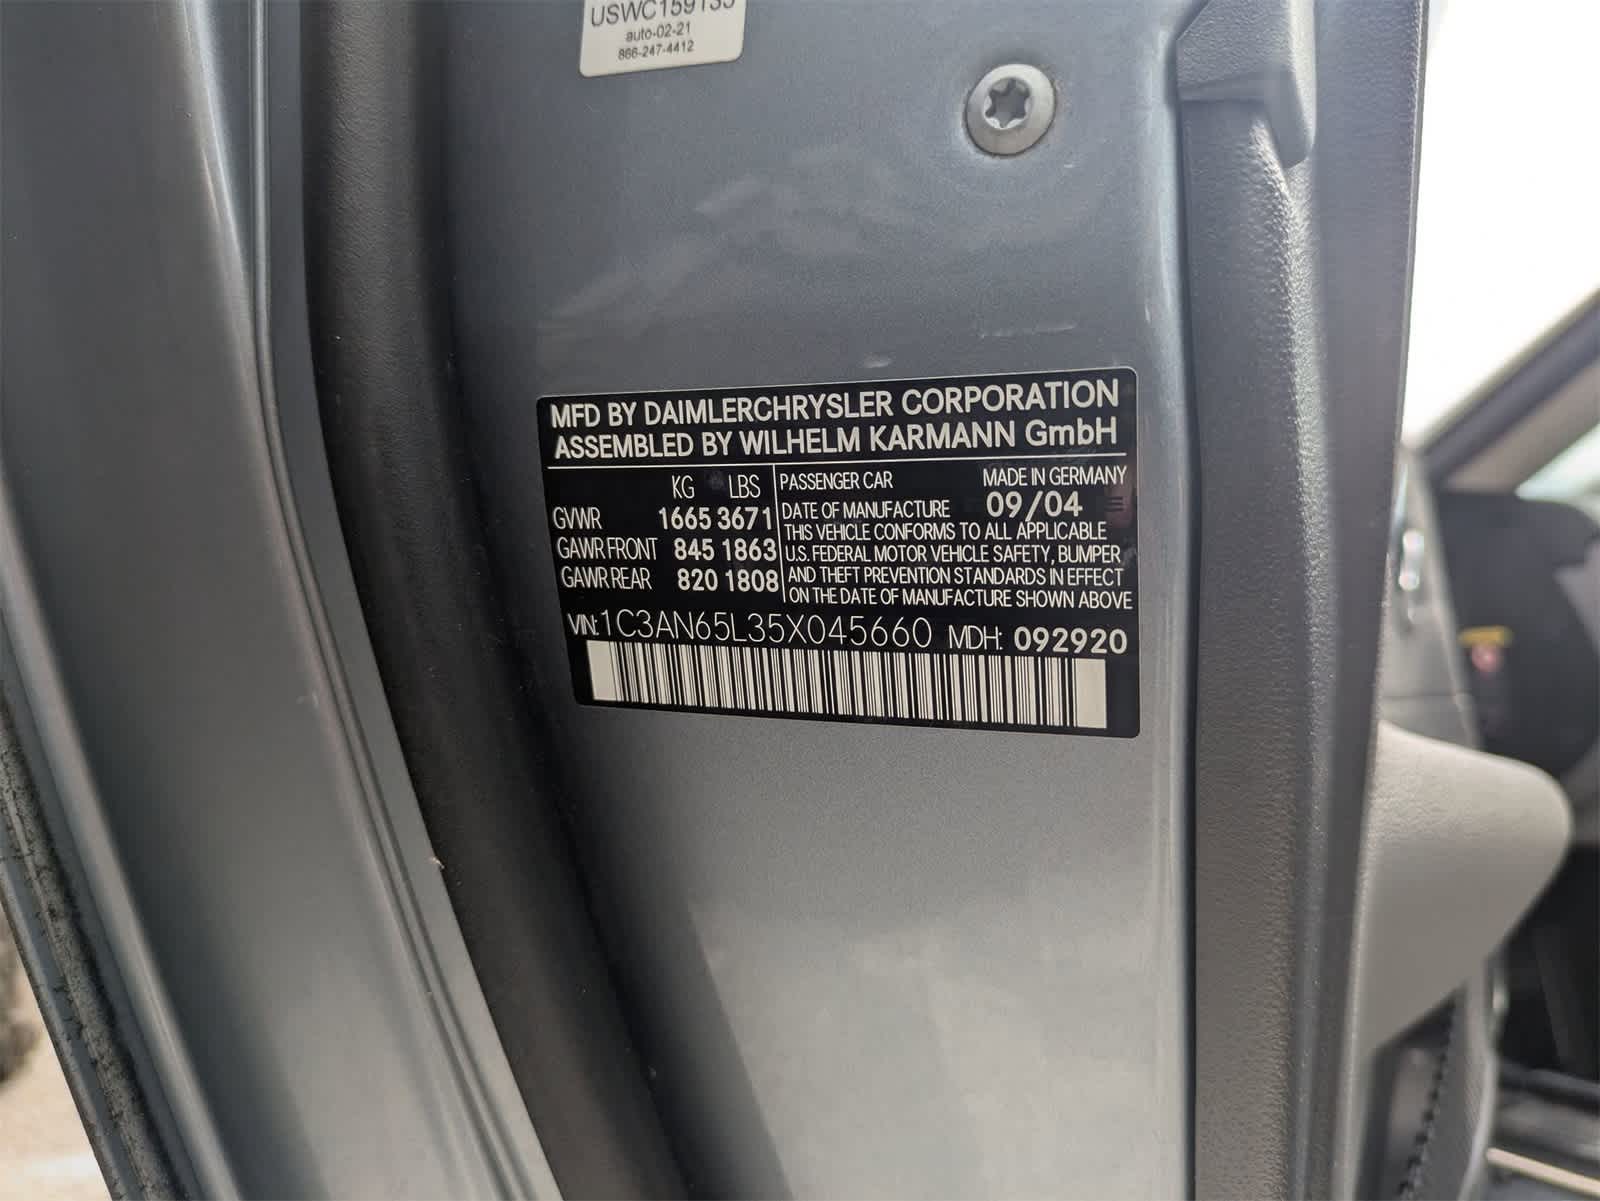 USWC159135
auto-02-21
866-247-4412
MFD BY DAIMLERCHRYSLER CORPORATION
ASSEMBLED BY WILHELM KARMANN GmbH
KG LBS
GVWR 1665 3671
GAWR FRONT 845 1863
GAWR REAR 820 1808
PASSENGER CAR MADE IN GERMANY
DATE OF MANUFACTURE 09/04
THIS VEHICLE CONFORMS TO ALL APPLICABLE
U.S. FEDERAL MOTOR VEHICLE SAFETY, BUMPER
AND THEFT PREVENTION STANDARDS IN EFFECT
ON THE DATE OF MANUFACTURE SHOWN ABOVE
VIN: 1C3AN65L35X045660 MDH: 092920